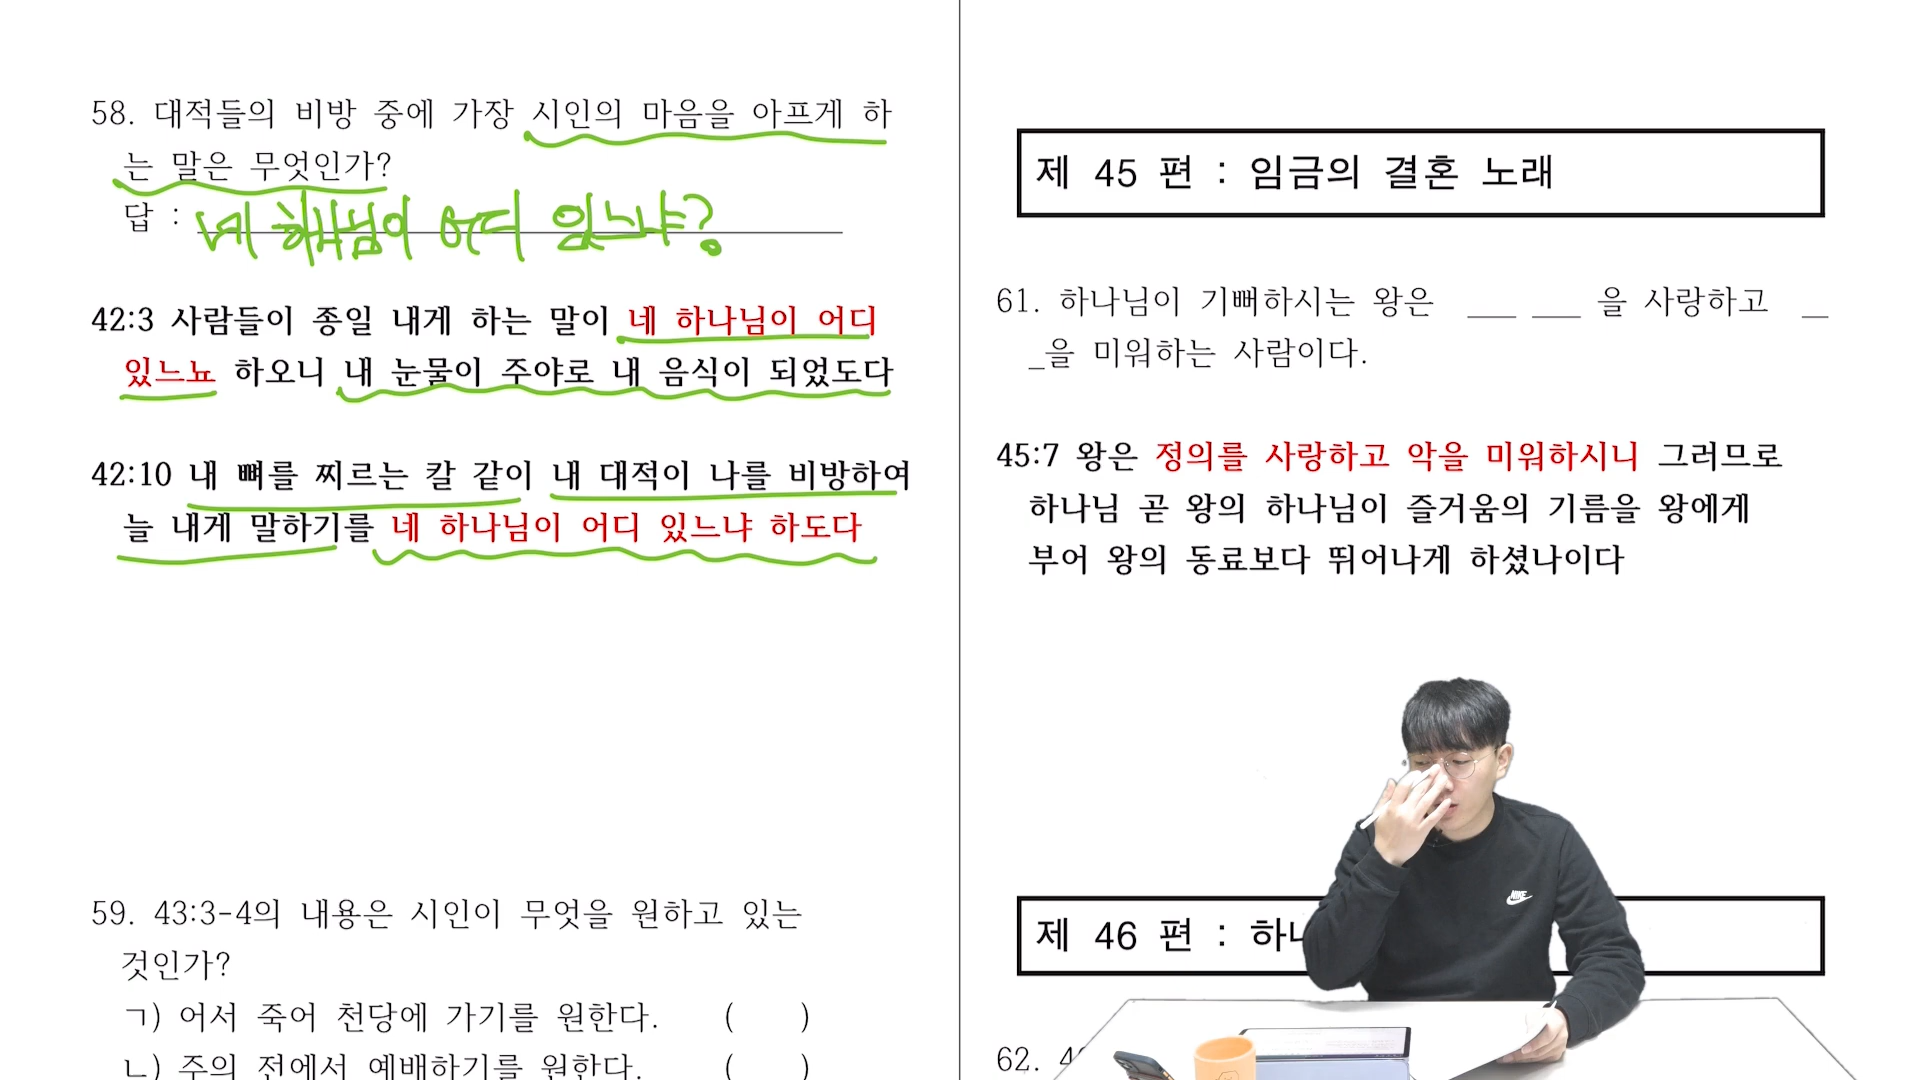 58. 대적들의 비방 중에 가장 시인의 마음을 아프게 하
는 말은 무엇인가?
답 : 네 하나님이 어디 있느냐?
42:3 사람들이 종일 내게 하는 말이 네 하나님이 어디
있느뇨 하오니 내 눈물이 주야로 내 음식이 되었도다
42:10 내 뼈를 찌르는 칼 같이 내 대적이 나를 비방하여
늘 내게 말하기를 네 하나님이 어디 있느냐 하도다
59. 43:3-4의 내용은 시인이 무엇을 원하고 있는
것인가?
ㄱ) 어서 죽어 천당에 가기를 원한다. ( )
ㄴ) 주의 전에서 예배하기를 원한다. ( )
제 45 편 : 임금의 결혼 노래
61. 하나님이 기뻐하시는 왕은 __ __ 을 사랑하고 _
_을 미워하는 사람이다.
45:7 왕은 정의를 사랑하고 악을 미워하시니 그러므로
하나님 곧 왕의 하나님이 즐거움의 기름을 왕에게
부어 왕의 동료보다 뛰어나게 하셨나이다
제 46 편 : 하나
62.
NIKE